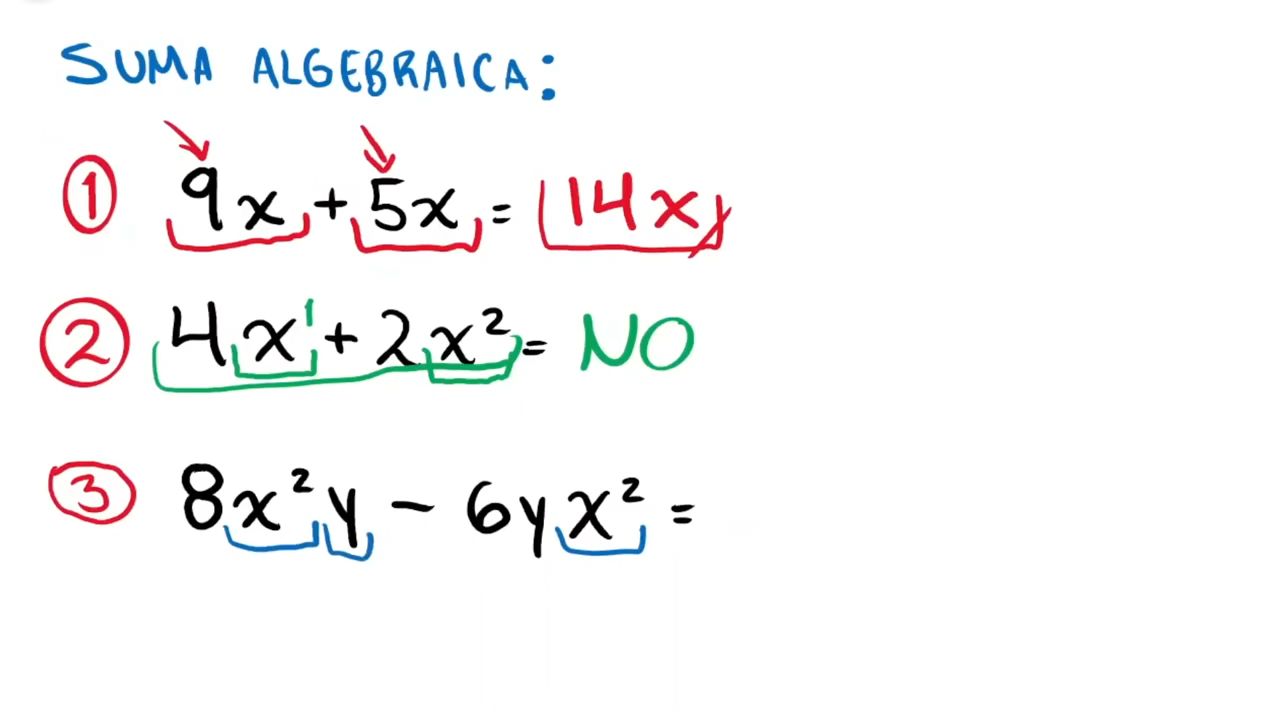 SUMA ALGEBRAICA:
① 9x + 5x = 14x
② 4x¹ + 2x² = NO
③ 8x²y - 6yx² =